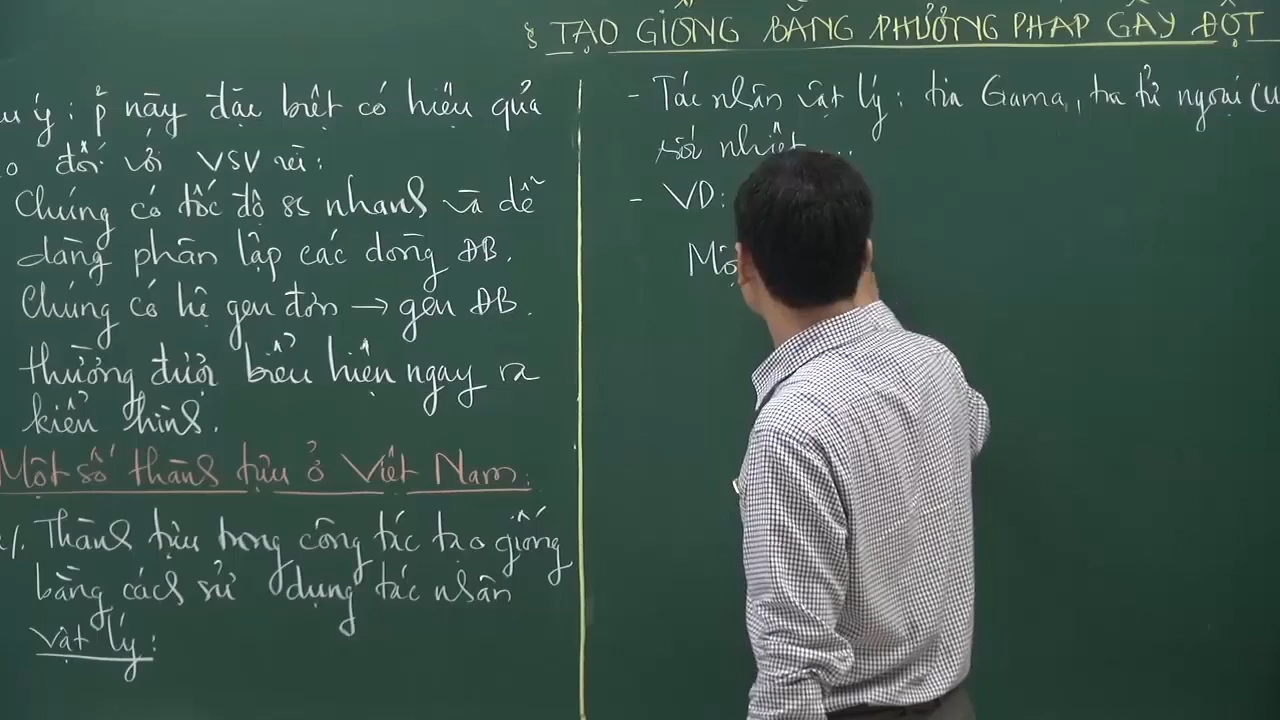 § TẠO GIỐNG BẰNG PHƯƠNG PHÁP GÂY ĐỘT
ý : p̉ này đặc biệt có hiệu quả
đối với VSV vì :
Chúng có tốc độ ss nhanh và dễ
dàng phân lập các dòng ĐB.
Chúng có hệ gen đơn → gen ĐB.
thường được biểu hiện ngay ra
kiểu hình.
Một số thành tựu ở Việt Nam :
Thành tựu trong công tác tạo giống
bằng cách sử dụng tác nhân
vật lý :
- Tác nhân vật lý : tia Gama, tia tử ngoại (U
sốc nhiệt ...
- VD :
Mộ